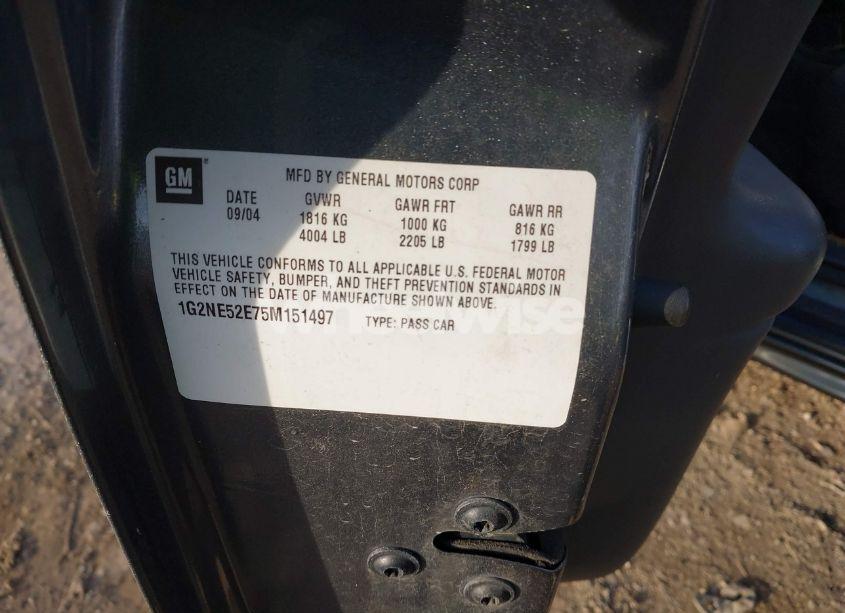 GM
MFD BY GENERAL MOTORS CORP
DATE GVWR GAWR FRT GAWR RR
09/04 1816 KG 1000 KG 816 KG
4004 LB 2205 LB 1799 LB
THIS VEHICLE CONFORMS TO ALL APPLICABLE U.S. FEDERAL MOTOR
VEHICLE SAFETY, BUMPER, AND THEFT PREVENTION STANDARDS IN
EFFECT ON THE DATE OF MANUFACTURE SHOWN ABOVE.
1G2NE52E75M151497 TYPE: PASS CAR